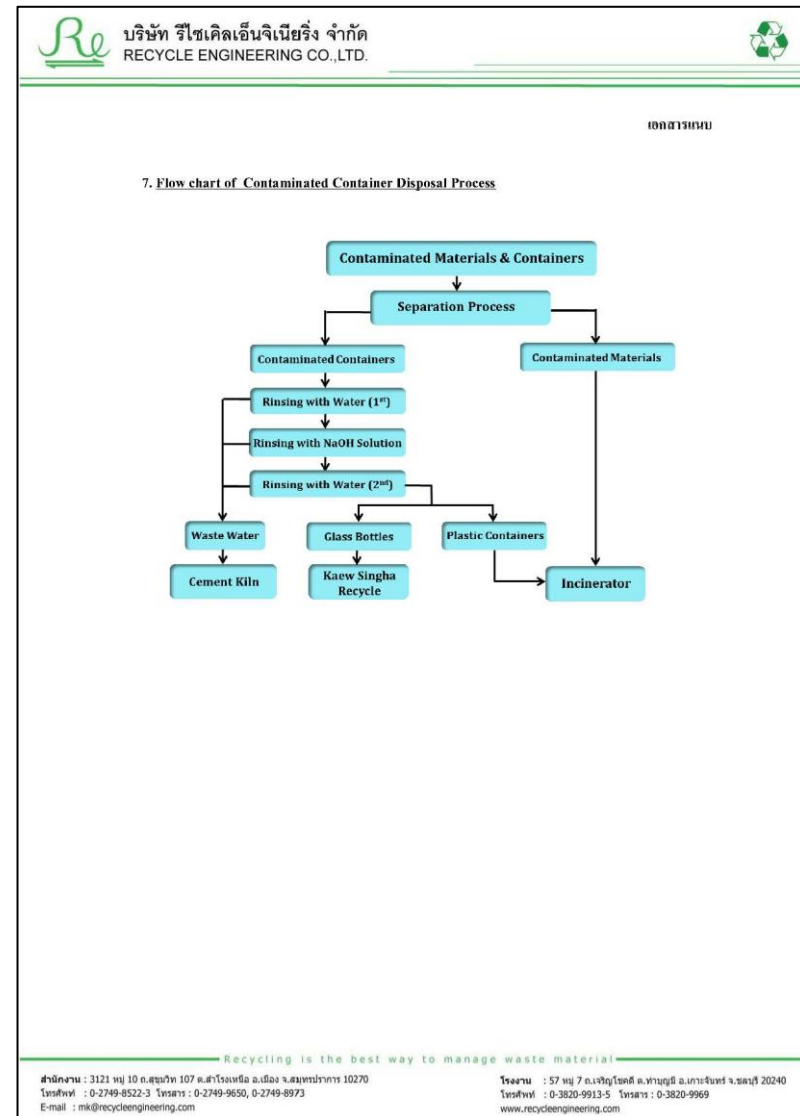 Re
บริษัท รีไซเคิลเอ็นจิเนียริ่ง จำกัด
RECYCLE ENGINEERING CO.,LTD.
เอกสารแนบ
7. Flow chart of Contaminated Container Disposal Process
Contaminated Materials & Containers
Separation Process
Contaminated Containers
Contaminated Materials
Rinsing with Water (1st)
Rinsing with NaOH Solution
Rinsing with Water (2nd)
Waste Water
Glass Bottles
Plastic Containers
Cement Kiln
Kaew Singha
Recycle
Incinerator
Recycling is the best way to manage waste material
สำนักงาน : 3121 หมู่ 10 ถ.สุขุมวิท 107 ต.สำโรงเหนือ อ.เมือง จ.สมุทรปราการ 10270
โทรศัพท์ : 0-2749-8522-3 โทรสาร : 0-2749-9650, 0-2749-8973
E-mail : mk@recycleengineering.com
โรงงาน : 57 หมู่ 7 ถ.เจริญโชคดี ต.ท่าบุญมี อ.เกาะจันทร์ จ.ชลบุรี 20240
โทรศัพท์ : 0-3820-9913-5 โทรสาร : 0-3820-9969
www.recycleengineering.com